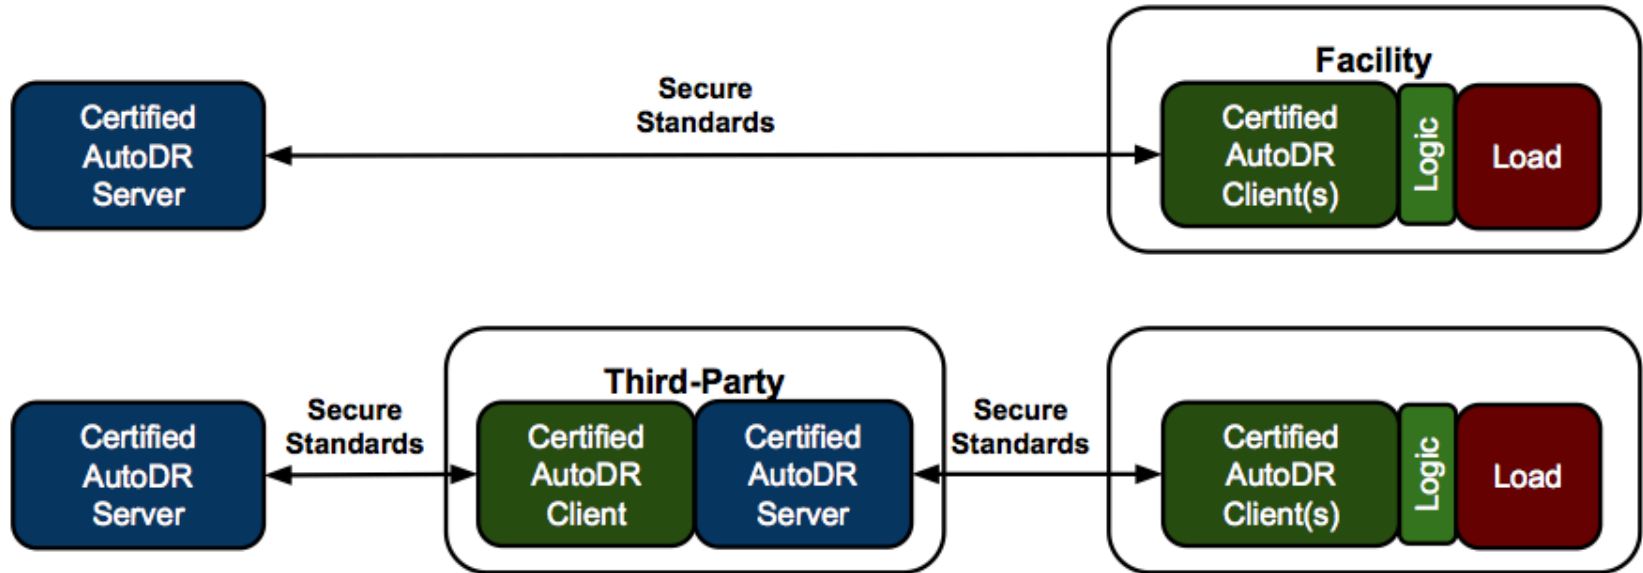 Facility
Secure
Standards
Certified
AutoDR
Server
Certified
AutoDR
Client(s)
Logic
Load
Third-Party
Secure
Standards
Secure
Standards
Certified
AutoDR
Server
Certified
AutoDR
Client
Certified
AutoDR
Server
Certified
AutoDR
Client(s)
Logic
Load